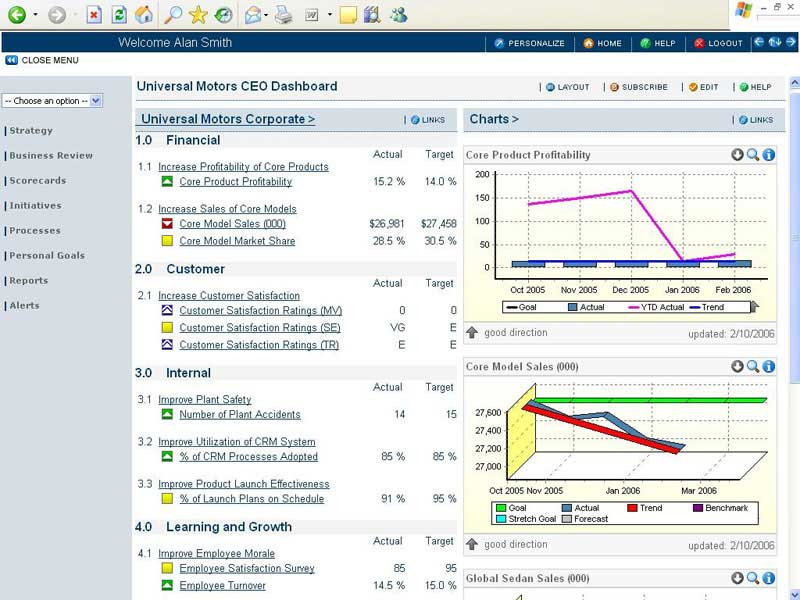 Welcome Alan Smith
PERSONALIZE HOME HELP LOGOUT
CLOSE MENU
-- Choose an option --
Strategy
Business Review
Scorecards
Initiatives
Processes
Personal Goals
Reports
Alerts
Universal Motors CEO Dashboard
LAYOUT SUBSCRIBE EDIT HELP
Universal Motors Corporate > LINKS
1.0 Financial
Actual Target
1.1 Increase Profitability of Core Products
Core Product Profitability 15.2 % 14.0 %
1.2 Increase Sales of Core Models
Core Model Sales (000) $26,981 $27,458
Core Model Market Share 28.5 % 30.5 %
2.0 Customer
Actual Target
2.1 Increase Customer Satisfaction
Customer Satisfaction Ratings (MV) 0 0
Customer Satisfaction Ratings (SE) VG E
Customer Satisfaction Ratings (TR) E E
3.0 Internal
Actual Target
3.1 Improve Plant Safety
Number of Plant Accidents 14 15
3.2 Improve Utilization of CRM System
% of CRM Processes Adopted 85 % 85 %
3.3 Improve Product Launch Effectiveness
% of Launch Plans on Schedule 91 % 95 %
4.0 Learning and Growth
Actual Target
4.1 Improve Employee Morale
Employee Satisfaction Survey 85 95
Employee Turnover 14.5 % 15.0 %
Charts > LINKS
Core Product Profitability
200
150
100
50
0
Oct 2005 Nov 2005 Dec 2005 Jan 2006 Feb 2006
Goal Actual YTD Actual Trend
good direction updated: 2/10/2006
Core Model Sales (000)
27,600
27,400
27,200
27,000
Oct 2005 Nov 2005 Jan 2006 Mar 2006
Goal Actual Trend Benchmark
Stretch Goal Forecast
good direction updated: 2/10/2006
Global Sedan Sales (000)